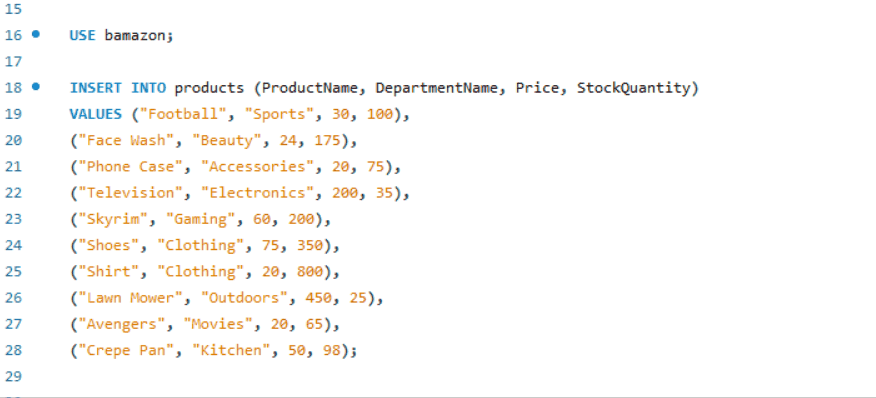 15
16 USE bamazon;
17
18 INSERT INTO products (ProductName, DepartmentName, Price, StockQuantity)
19 VALUES ("Football", "Sports", 30, 100),
20 ("Face Wash", "Beauty", 24, 175),
21 ("Phone Case", "Accessories", 20, 75),
22 ("Television", "Electronics", 200, 35),
23 ("Skyrim", "Gaming", 60, 200),
24 ("Shoes", "Clothing", 75, 350),
25 ("Shirt", "Clothing", 20, 800),
26 ("Lawn Mower", "Outdoors", 450, 25),
27 ("Avengers", "Movies", 20, 65),
28 ("Crepe Pan", "Kitchen", 50, 98);
29